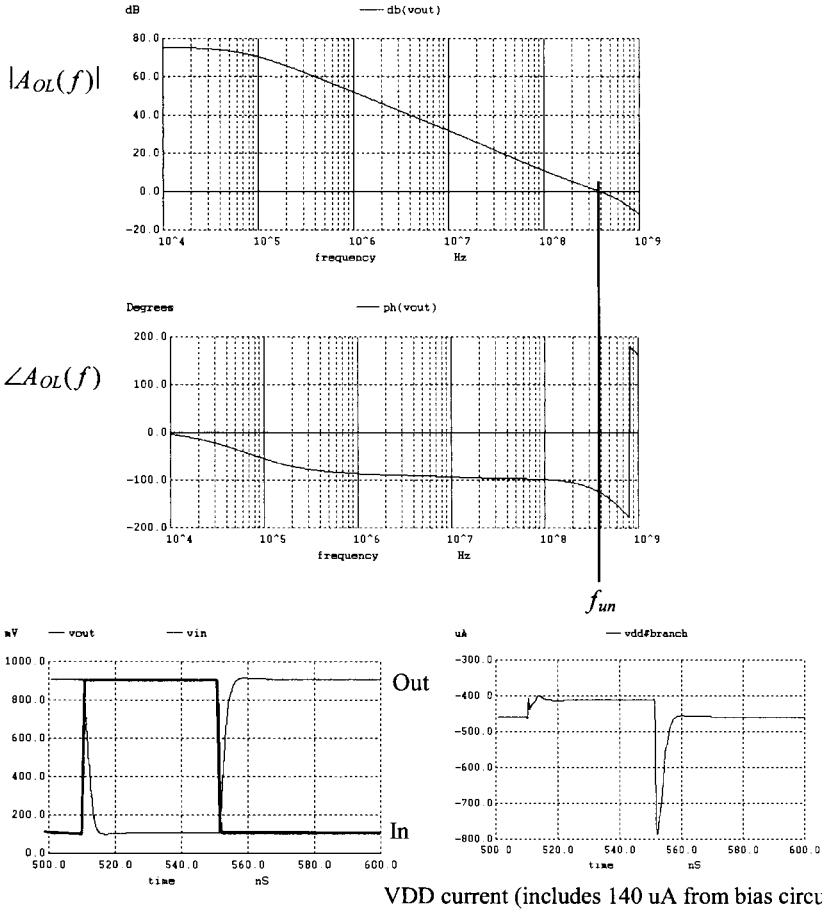 dB
db(vout)
|A_OL(f)|
80.0
60.0
40.0
20.0
0.0
-20.0
10^4 10^5 10^6 10^7 10^8 10^9
frequency Hz
Degrees
ph(vout)
∠A_OL(f)
200.0
100.0
0.0
-100.0
-200.0
10^4 10^5 10^6 10^7 10^8 10^9
frequency Hz
f_un
mV
vout
vin
1000.0
800.0
600.0
400.0
200.0
0.0
500.0 520.0 540.0 560.0 580.0 600.0
time nS
Out
In
uA
vdd#branch
-300.0
-400.0
-500.0
-600.0
-700.0
-800.0
500.0 520.0 540.0 560.0 580.0 600.0
time nS
VDD current (includes 140 uA from bias circu